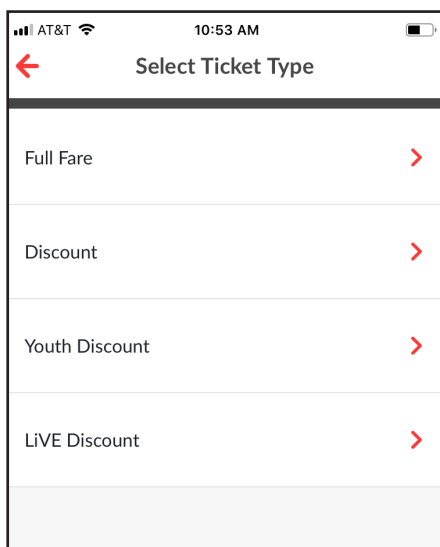 AT&T 10:53 AM
Select Ticket Type
Full Fare
Discount
Youth Discount
LiVE Discount